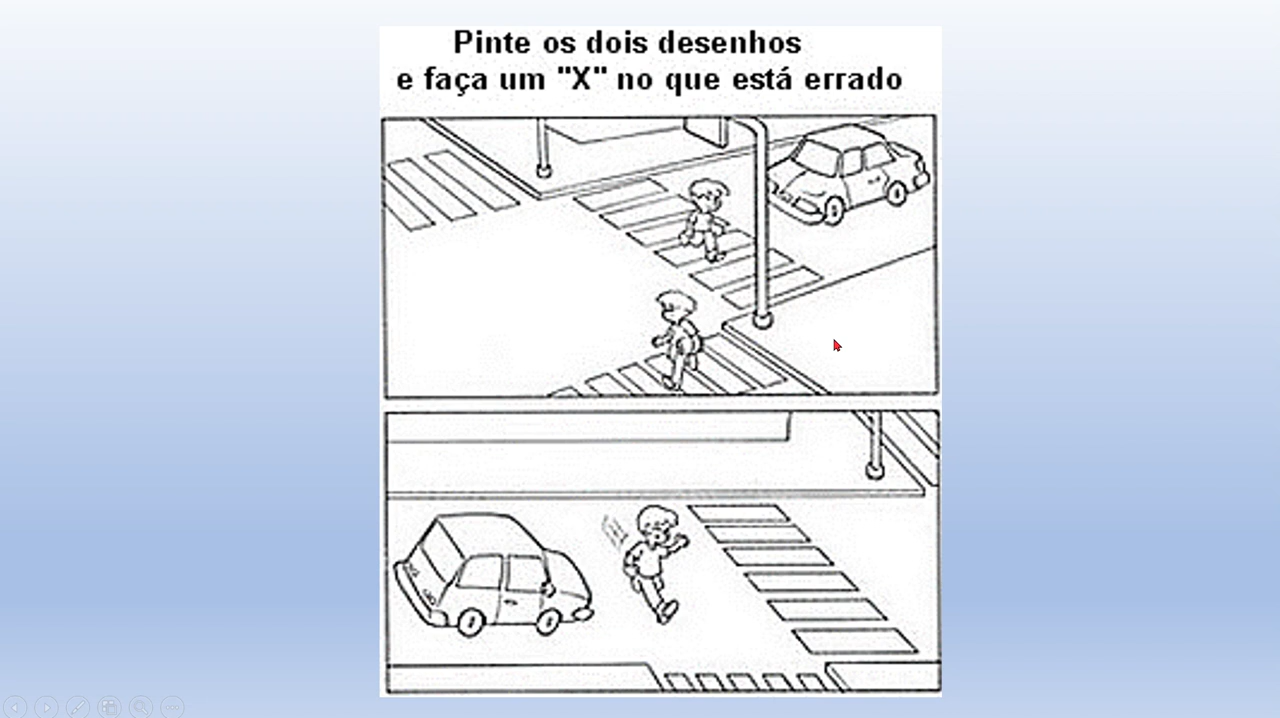 Pinte os dois desenhos
e faça um "X" no que está errado